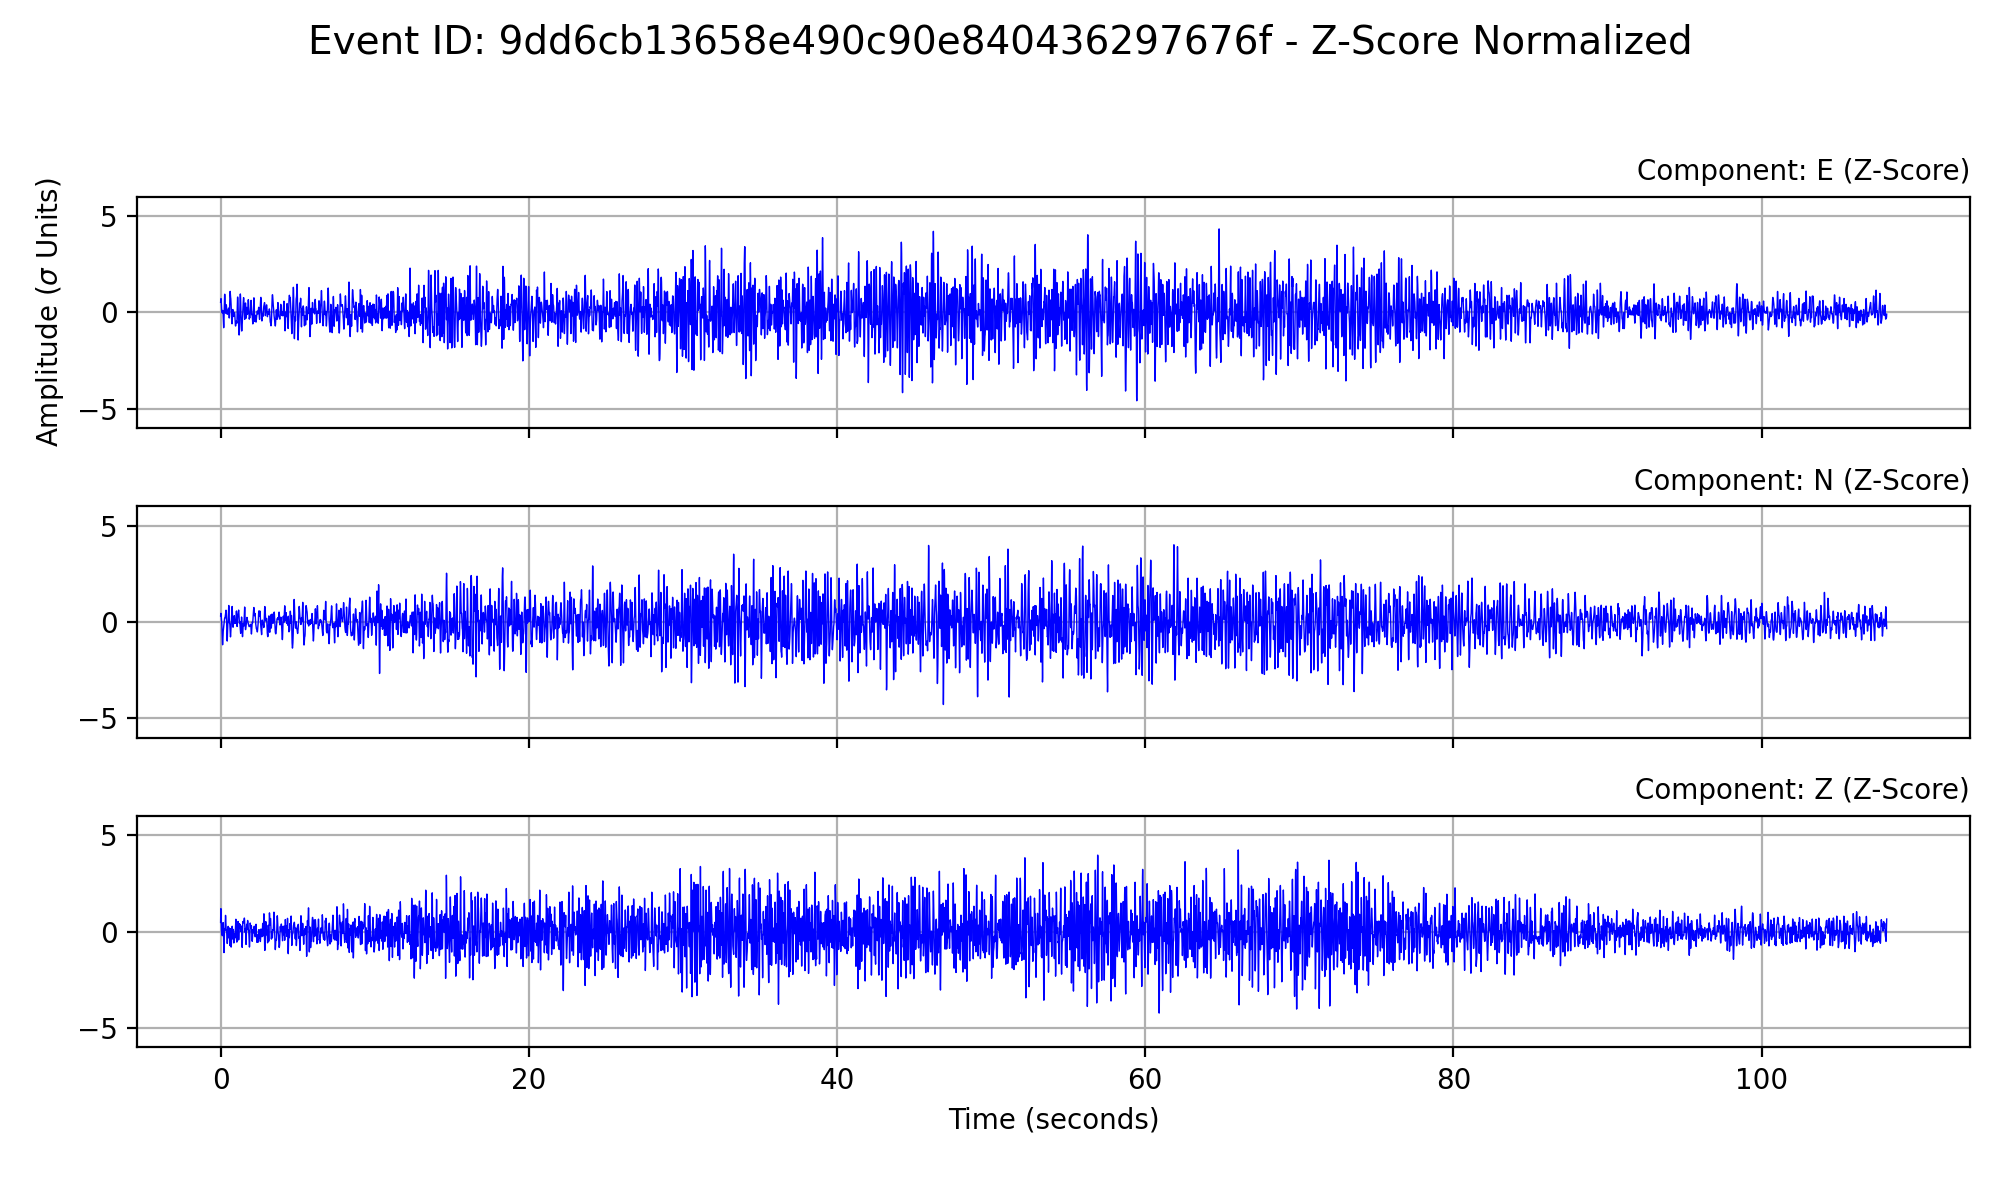 Event ID: 9dd6cb13658e490c90e840436297676f - Z-Score Normalized
Component: E (Z-Score)
Amplitude (σ Units)
5
0
−5
Component: N (Z-Score)
5
0
−5
Component: Z (Z-Score)
5
0
−5
0 20 40 60 80 100
Time (seconds)